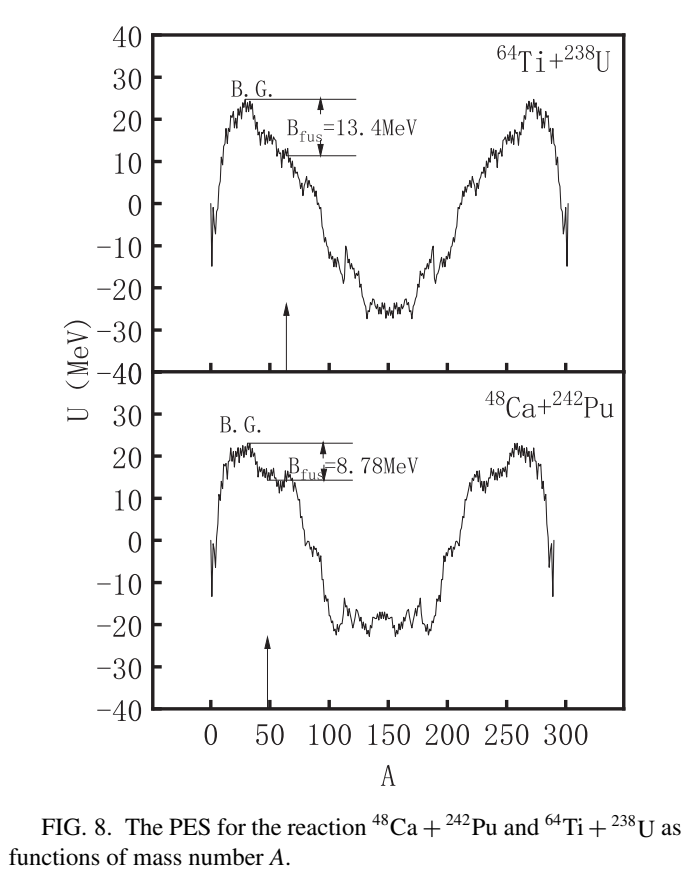 40
⁶⁴Ti+²³⁸U
30
B.G.
20
B_fus=13.4MeV
10
0
−10
−20
−30
U (MeV)
−40
⁴⁸Ca+²⁴²Pu
30
B.G.
20
B_fus=8.78MeV
10
0
−10
−20
−30
−40
0 50 100 150 200 250 300
A
FIG. 8. The PES for the reaction ⁴⁸Ca + ²⁴²Pu and ⁶⁴Ti + ²³⁸U as
functions of mass number A.